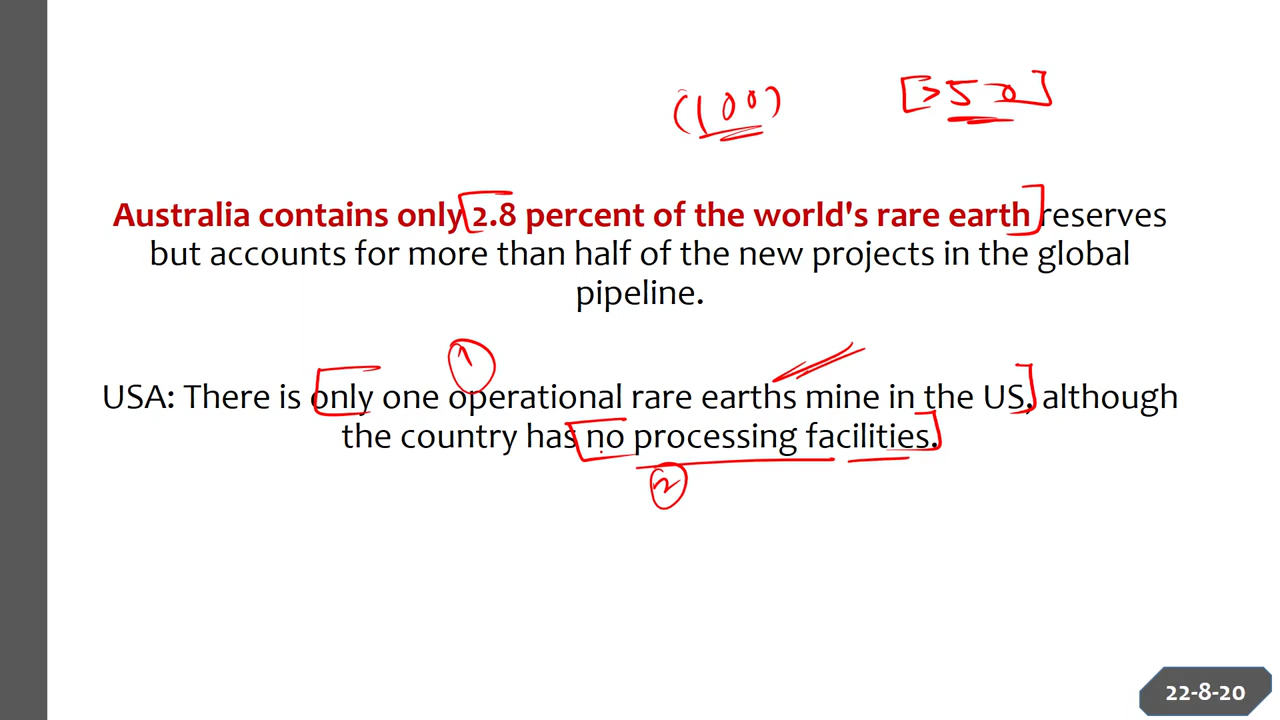 (100) [>50]
Australia contains only 2.8 percent of the world's rare earth reserves
but accounts for more than half of the new projects in the global
pipeline.
1
USA: There is only one operational rare earths mine in the US, although
the country has no processing facilities.
2
22-8-20